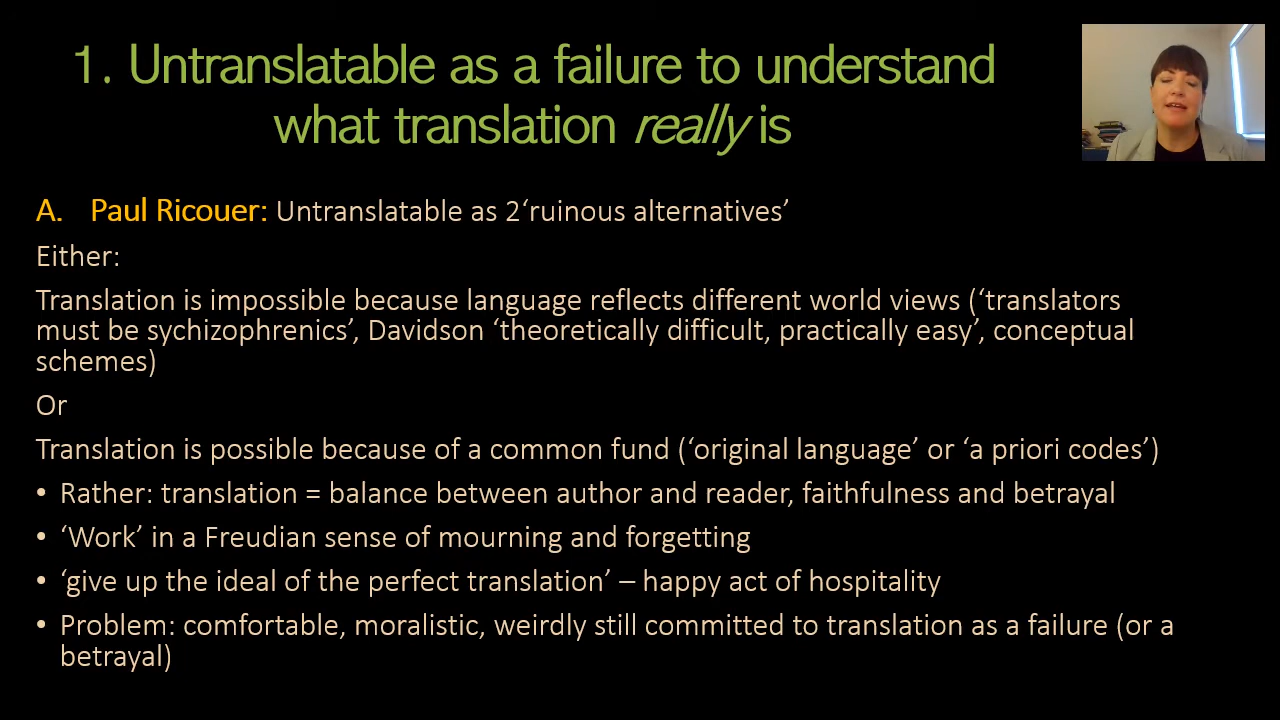 1. Untranslatable as a failure to understand
what translation really is
A. Paul Ricouer: Untranslatable as 2‘ruinous alternatives’
Either:
Translation is impossible because language reflects different world views (‘translators
must be sychizophrenics’, Davidson ‘theoretically difficult, practically easy’, conceptual
schemes)
Or
Translation is possible because of a common fund (‘original language’ or ‘a priori codes’)
• Rather: translation = balance between author and reader, faithfulness and betrayal
• ‘Work’ in a Freudian sense of mourning and forgetting
• ‘give up the ideal of the perfect translation’ – happy act of hospitality
• Problem: comfortable, moralistic, weirdly still committed to translation as a failure (or a
betrayal)